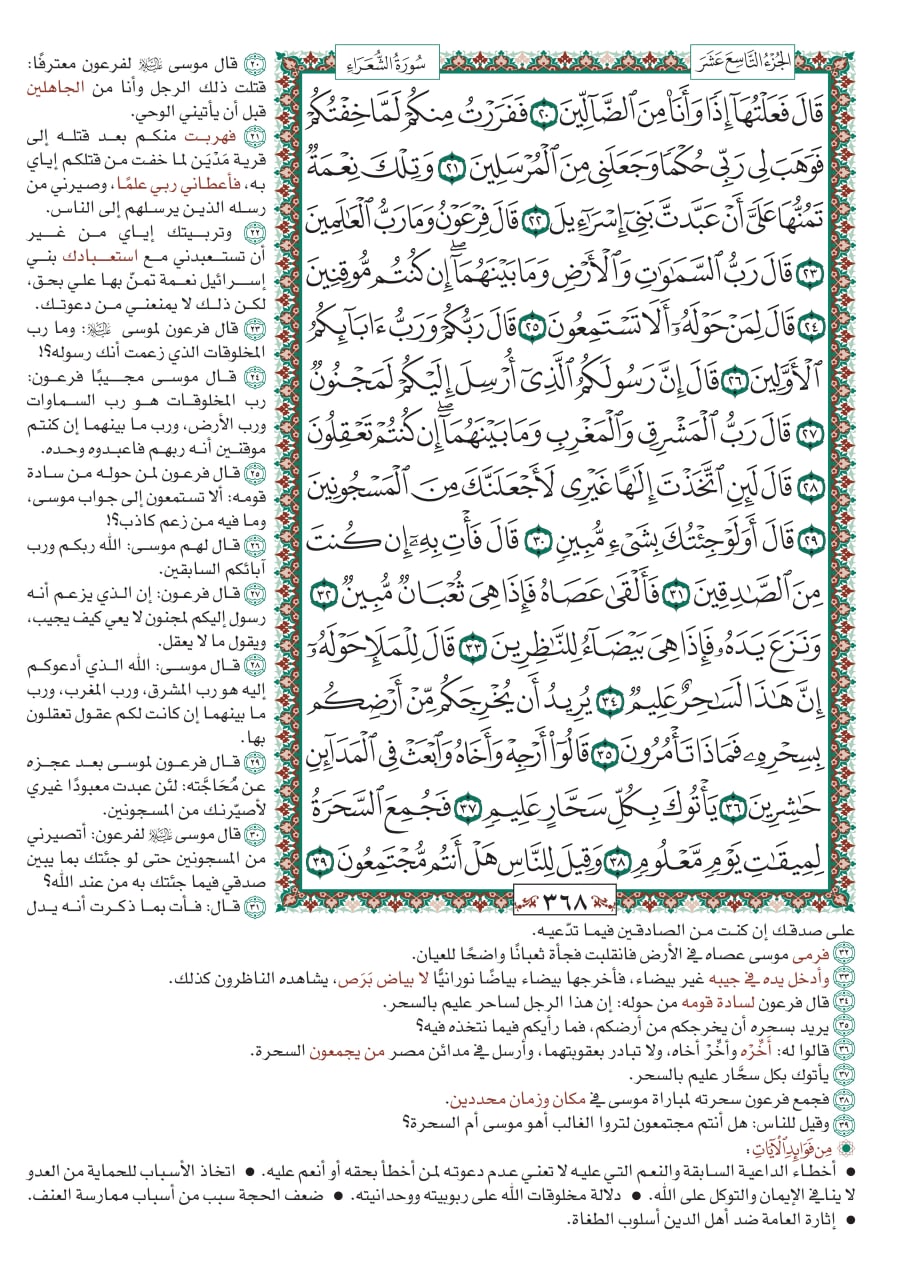 الجُزْءُ التَّاسِعَ عَشَرَ
سُورَةُ الشُّعَرَاءِ
قَالَ فَعَلْتُهَآ إِذٗا وَأَنَا۠ مِنَ ٱلضَّآلِّينَ ٢٠ فَفَرَرْتُ مِنكُمْ لَمَّا خِفْتُكُمْ
فَوَهَبَ لِى رَبِّى حُكْمٗا وَجَعَلَنِى مِنَ ٱلْمُرْسَلِينَ ٢١ وَتِلْكَ نِعْمَةٞ
تَمُنُّهَا عَلَىَّ أَنْ عَبَّدتَّ بَنِىٓ إِسْرَٰٓءِيلَ ٢٢ قَالَ فِرْعَوْنُ وَمَا رَبُّ ٱلْعَٰلَمِينَ
٢٣ قَالَ رَبُّ ٱلسَّمَٰوَٰتِ وَٱلْأَرْضِ وَمَا بَيْنَهُمَآۖ إِن كُنتُم مُّوقِنِينَ
٢٤ قَالَ لِمَنْ حَوْلَهُۥٓ أَلَا تَسْتَمِعُونَ ٢٥ قَالَ رَبُّكُمْ وَرَبُّ ءَابَآئِكُمُ
ٱلْأَوَّلِينَ ٢٦ قَالَ إِنَّ رَسُولَكُمُ ٱلَّذِىٓ أُرْسِلَ إِلَيْكُمْ لَمَجْنُونٞ
٢٧ قَالَ رَبُّ ٱلْمَشْرِقِ وَٱلْمَغْرِبِ وَمَا بَيْنَهُمَآۖ إِن كُنتُمْ تَعْقِلُونَ
٢٨ قَالَ لَئِنِ ٱتَّخَذْتَ إِلَٰهًا غَيْرِى لَأَجْعَلَنَّكَ مِنَ ٱلْمَسْجُونِينَ
٢٩ قَالَ أَوَلَوْ جِئْتُكَ بِشَىْءٖ مُّبِينٖ ٣٠ قَالَ فَأْتِ بِهِۦٓ إِن كُنتَ
مِنَ ٱلصَّٰدِقِينَ ٣١ فَأَلْقَىٰ عَصَاهُ فَإِذَا هِىَ ثُعْبَانٞ مُّبِينٞ ٣٢
وَنَزَعَ يَدَهُۥ فَإِذَا هِىَ بَيْضَآءُ لِلنَّٰظِرِينَ ٣٣ قَالَ لِلْمَلَإِ حَوْلَهُۥٓ
إِنَّ هَٰذَا لَسَٰحِرٌ عَلِيمٞ ٣٤ يُرِيدُ أَن يُخْرِجَكُم مِّنْ أَرْضِكُم
بِسِحْرِهِۦ فَمَاذَا تَأْمُرُونَ ٣٥ قَالُوٓاْ أَرْجِهْ وَأَخَاهُ وَٱبْعَثْ فِى ٱلْمَدَآئِنِ
حَٰشِرِينَ ٣٦ يَأْتُوكَ بِكُلِّ سَحَّارٍ عَلِيمٖ ٣٧ فَجُمِعَ ٱلسَّحَرَةُ
لِمِيقَٰتِ يَوْمٖ مَّعْلُومٖ ٣٨ وَقِيلَ لِلنَّاسِ هَلْ أَنتُم مُّجْتَمِعُونَ ٣٩
٣٦٨
٢٠ قال موسى عليه السلام لفرعون معترفًا:
قتلت ذلك الرجل وأنا من الجاهلين
قبل أن يأتيني الوحي.
٢١ فهربت منكم بعد قتله إلى
قرية مَدْيَن لما خفت من قتلكم إياي
به، فأعطاني ربي علمًا، وصيرني من
رسله الذين يرسلهم إلى الناس.
٢٢ وتربيتك إياي من غير
أن تستعبدني مع استعبادك بني
إسرائيل نعمة تمنّ بها علي بحق،
لكن ذلك لا يمنعني من دعوتك.
٢٣ قال فرعون لموسى عليه السلام: وما رب
المخلوقات الذي زعمت أنك رسوله؟!
٢٤ قال موسى مجيبًا فرعون:
رب المخلوقات هو رب السماوات
ورب الأرض، ورب ما بينهما إن كنتم
موقنين أنه ربهم فاعبدوه وحده.
٢٥ قال فرعون لمن حوله من سادة
قومه: ألا تستمعون إلى جواب موسى،
وما فيه من زعم كاذب؟!
٢٦ قال لهم موسى: الله ربكم ورب
آبائكم السابقين.
٢٧ قال فرعون: إن الذي يزعم أنه
رسول إليكم لمجنون لا يعي كيف يجيب،
ويقول ما لا يعقل.
٢٨ قال موسى: الله الذي أدعوكم
إليه هو رب المشرق، ورب المغرب، ورب
ما بينهما إن كانت لكم عقول تعقلون
بها.
٢٩ قال فرعون لموسى بعد عجزه
عن مُحَاجَّته: لئن عبدت معبودًا غيري
لأصيّرنك من المسجونين.
٣٠ قال موسى عليه السلام لفرعون: أتصيرني
من المسجونين حتى لو جئتك بما يبين
صدقي فيما جئتك به من عند الله؟
٣١ قال: فأت بما ذكرت أنه يدل
على صدقك إن كنت من الصادقين فيما تدّعيه.
٣٢ فرمى موسى عصاه في الأرض فانقلبت فجأة ثعبانًا واضحًا للعيان.
٣٣ وأدخل يده في جيبه غير بيضاء، فأخرجها بيضاء بياضًا نورانيًّا لا بياض بَرَص، يشاهده الناظرون كذلك.
٣٤ قال فرعون لسادة قومه من حوله: إن هذا الرجل لساحر عليم بالسحر.
٣٥ يريد بسحره أن يخرجكم من أرضكم، فما رأيكم فيما نتخذه فيه؟
٣٦ قالوا له: أَخِّرْه وأخِّرْ أخاه، ولا تبادر بعقوبتهما، وأرسل في مدائن مصر من يجمعون السحرة.
٣٧ يأتوك بكل سحَّار عليم بالسحر.
٣٨ فجمع فرعون سحرته لمباراة موسى في مكان وزمان محددين.
٣٩ وقيل للناس: هل أنتم مجتمعون لتروا الغالب أهو موسى أم السحرة؟
مِن فَوَائِدِ الْآيَاتِ:
• أخطاء الداعية السابقة والنعم التي عليه لا تعني عدم دعوته لمن أخطأ بحقه أو أنعم عليه. • اتخاذ الأسباب للحماية من العدو
لا ينافي الإيمان والتوكل على الله. • دلالة مخلوقات الله على ربوبيته ووحدانيته. • ضعف الحجة سبب من أسباب ممارسة العنف.
• إثارة العامة ضد أهل الدين أسلوب الطغاة.